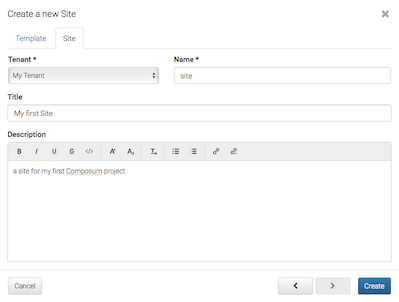 Create a new Site
Template Site
Tenant * Name *
My Tenant site
Title
My first Site
Description
B I U S </> A A T
a site for my first Composum project
Cancel Create